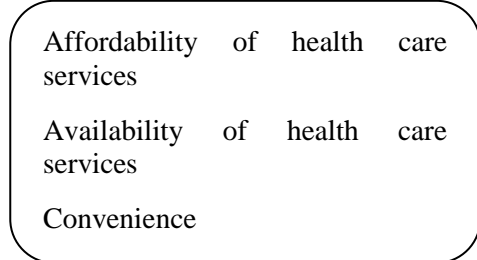 Affordability of health care
services
Availability of health care
services
Convenience